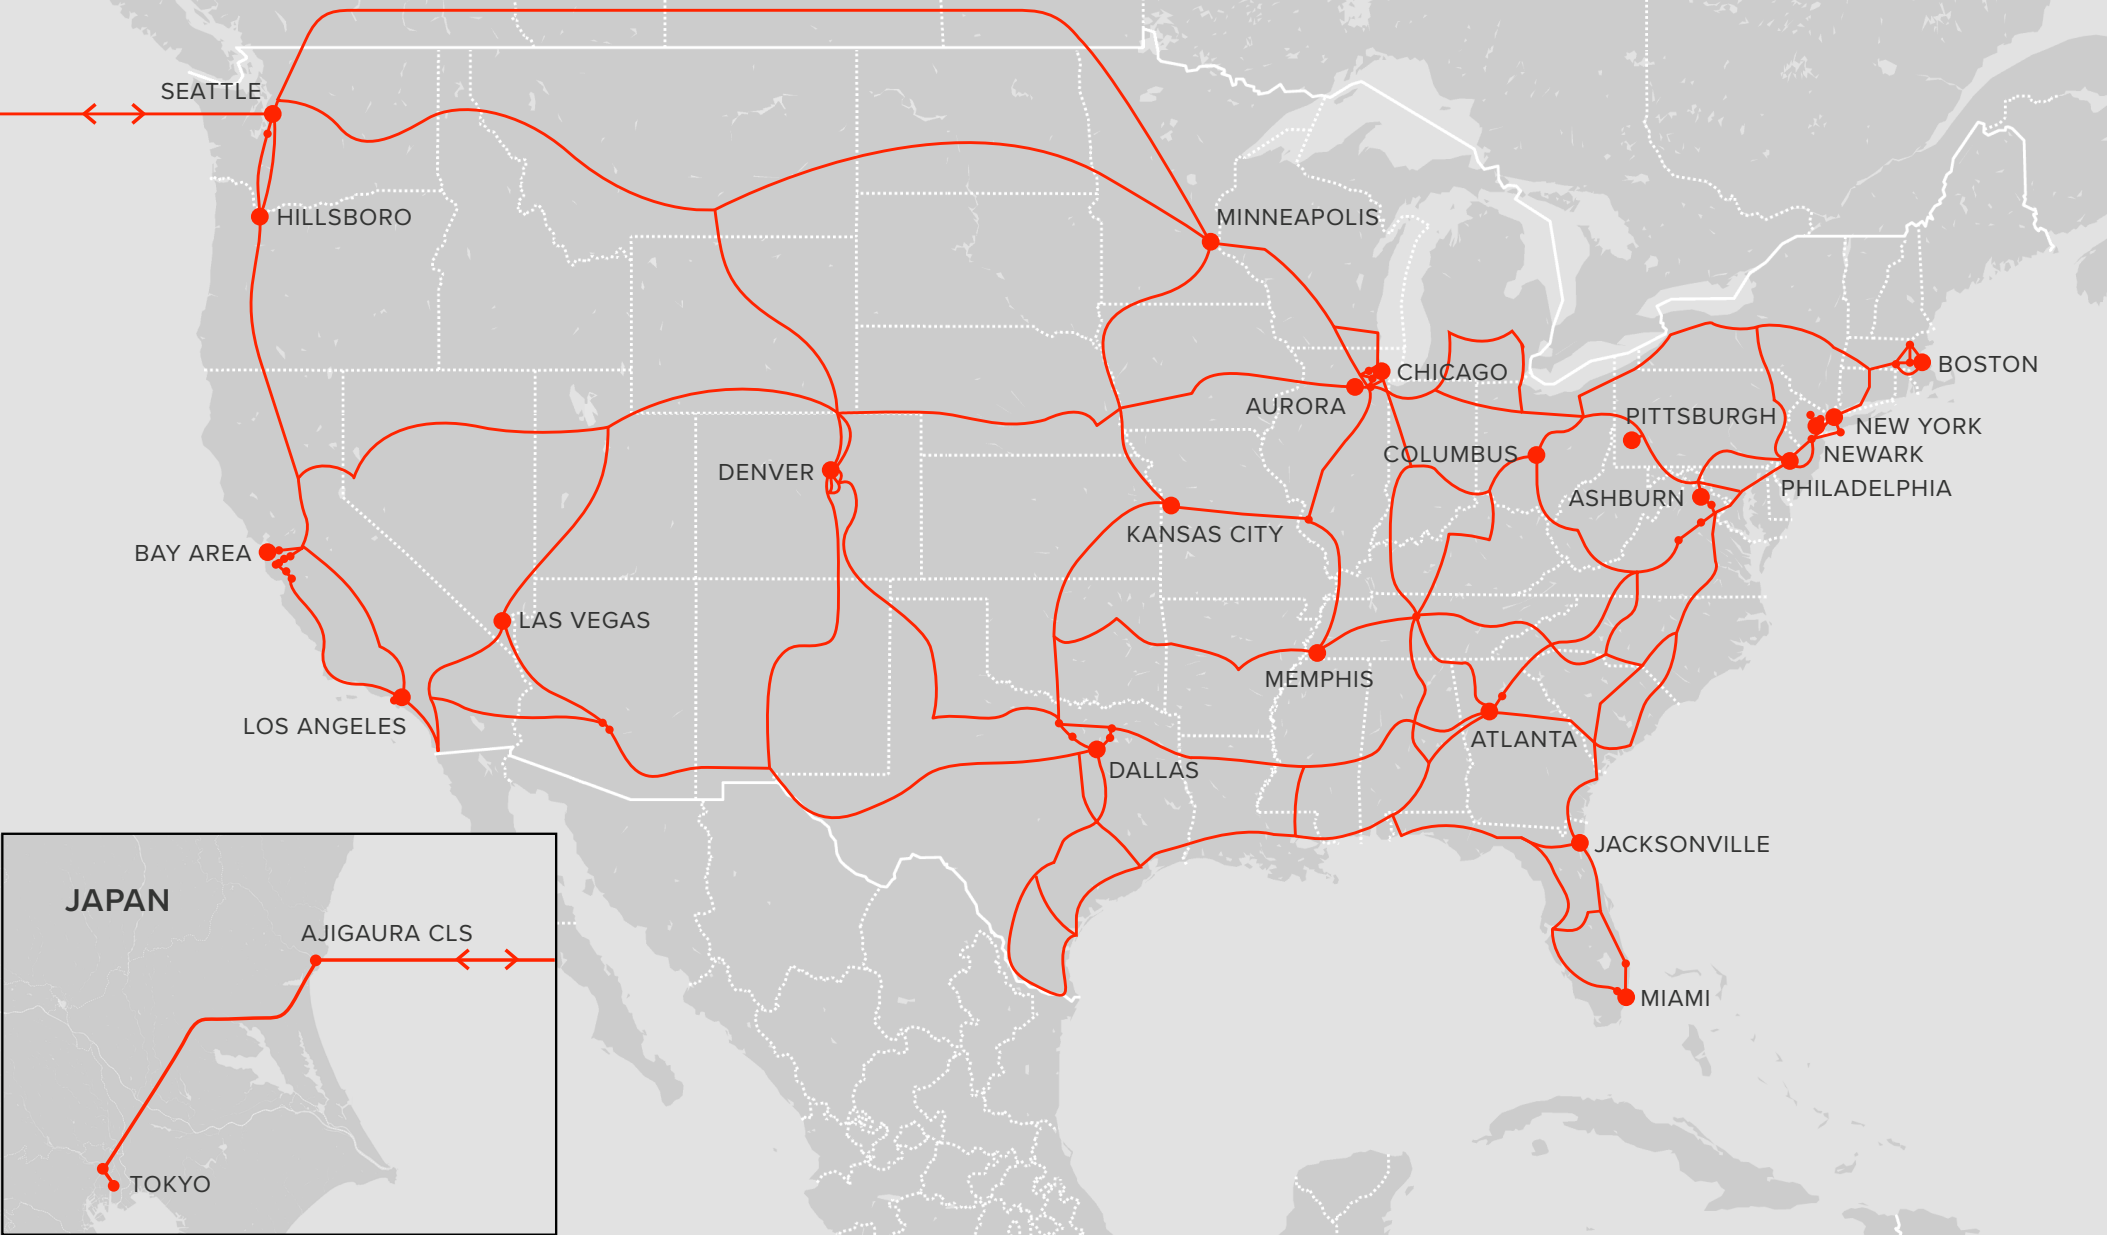 SEATTLE
HILLSBORO
MINNEAPOLIS
CHICAGO
AURORA
BOSTON
PITTSBURGH
NEW YORK
COLUMBUS
NEWARK
DENVER
ASHBURN
PHILADELPHIA
KANSAS CITY
BAY AREA
LAS VEGAS
MEMPHIS
LOS ANGELES
ATLANTA
DALLAS
JACKSONVILLE
MIAMI
JAPAN
AJIGAURA CLS
TOKYO